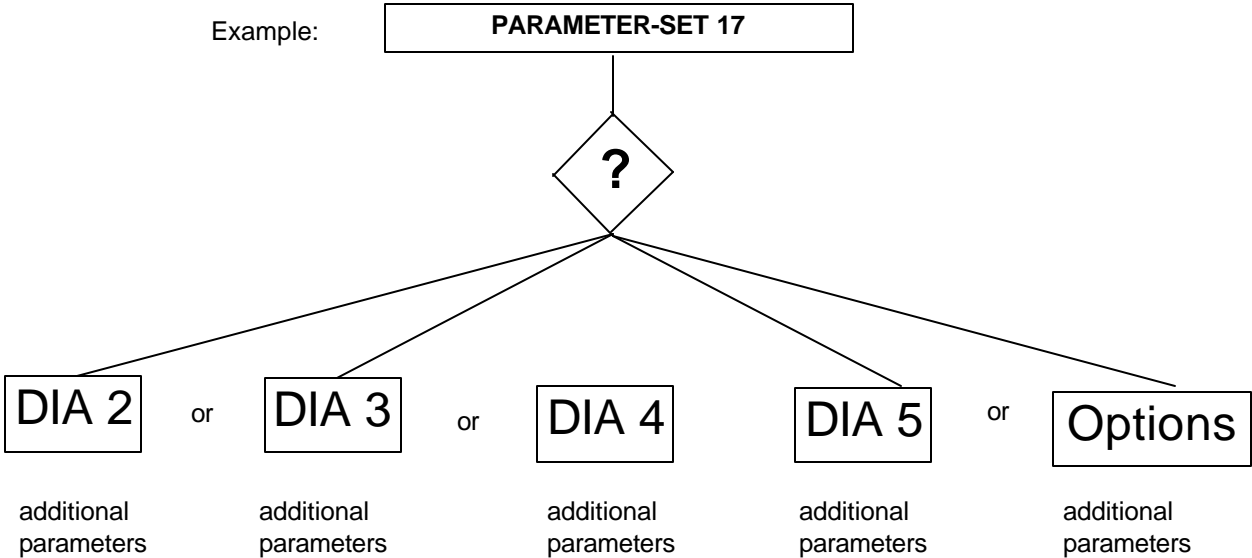 Example:
PARAMETER-SET 17
?
DIA 2 or DIA 3 or DIA 4 DIA 5 or Options
additional additional additional additional additional
parameters parameters parameters parameters parameters